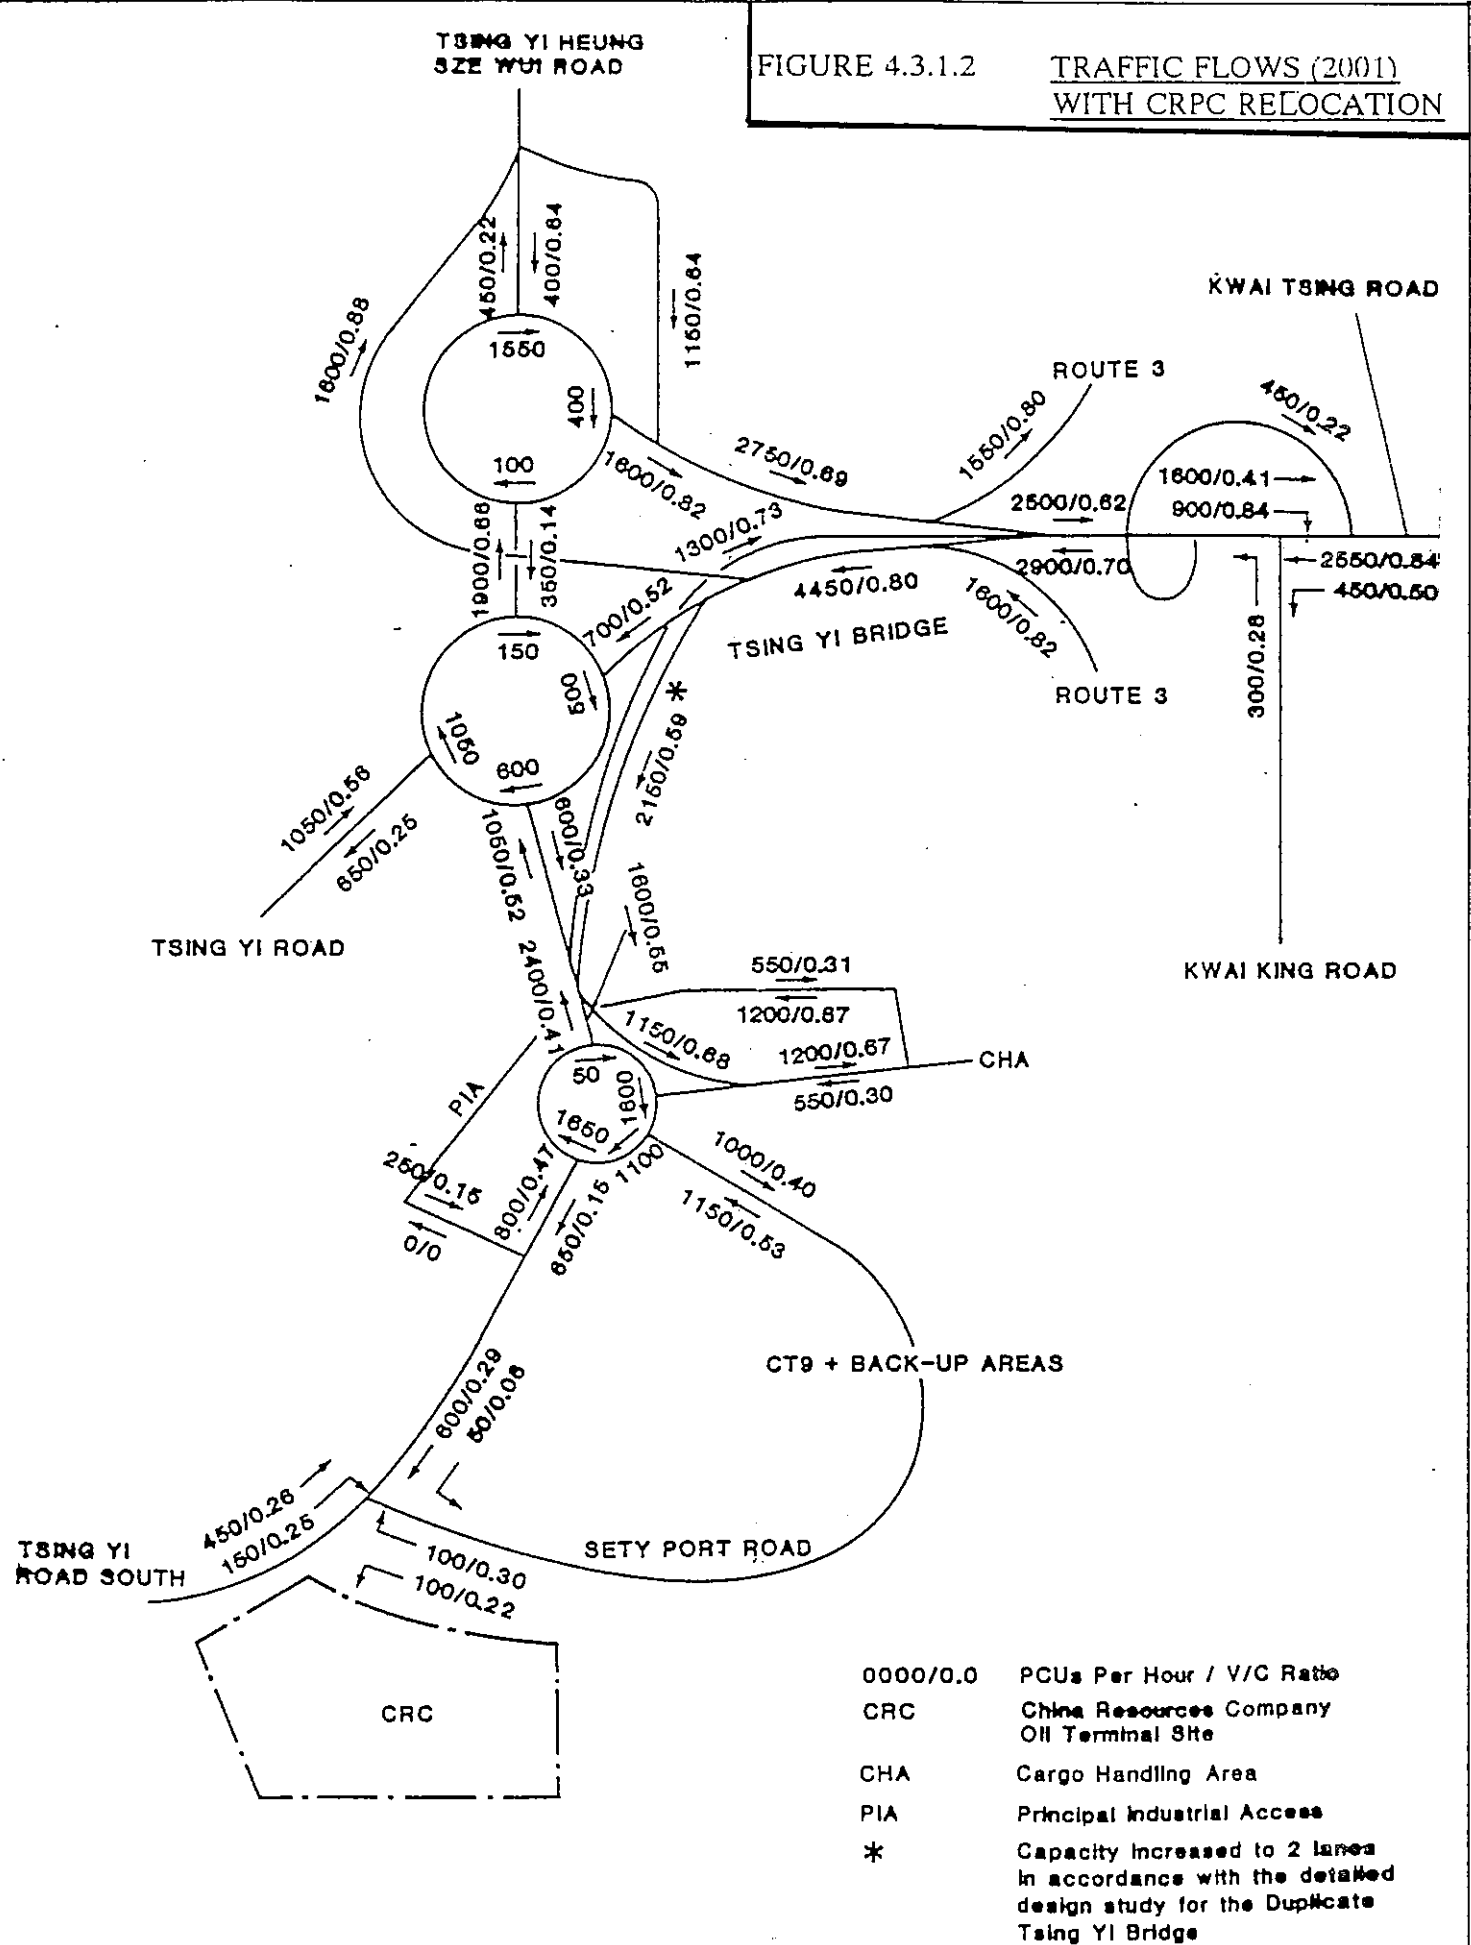 TSING YI HEUNG
SZE WUI ROAD
FIGURE 4.3.1.2
TRAFFIC FLOWS (2001)
WITH CRPC RELOCATION
450/0.22
400/0.64
1150/0.64
1600/0.88
1550
400
100
KWAI TSING ROAD
ROUTE 3
450/0.22
1550/0.80
2750/0.69
1600/0.82
1600/0.41
900/0.84
2500/0.62
1300/0.73
1900/0.66
350/0.14
2900/0.70
2550/0.84
450/0.50
4450/0.80
1600/0.82
700/0.52
TSING YI BRIDGE
300/0.28
ROUTE 3
150
500
1050
600
2150/0.59 *
1050/0.56
650/0.25
1050/0.52
600/0.33
1600/0.55
TSING YI ROAD
KWAI KING ROAD
2400/0.41
550/0.31
1200/0.67
1150/0.68
1200/0.67
550/0.30
CHA
50
1600
1650
1100
PIA
250/0.15
0/0
800/0.47
650/0.15
1000/0.40
1150/0.53
CT9 + BACK-UP AREAS
600/0.29
50/0.06
450/0.26
150/0.25
TSING YI
ROAD SOUTH
100/0.30
100/0.22
SETY PORT ROAD
CRC
0000/0.0 PCUs Per Hour / V/C Ratio
CRC China Resources Company
Oil Terminal Site
CHA Cargo Handling Area
PIA Principal Industrial Access
* Capacity increased to 2 lanes
in accordance with the detailed
design study for the Duplicate
Tsing Yi Bridge